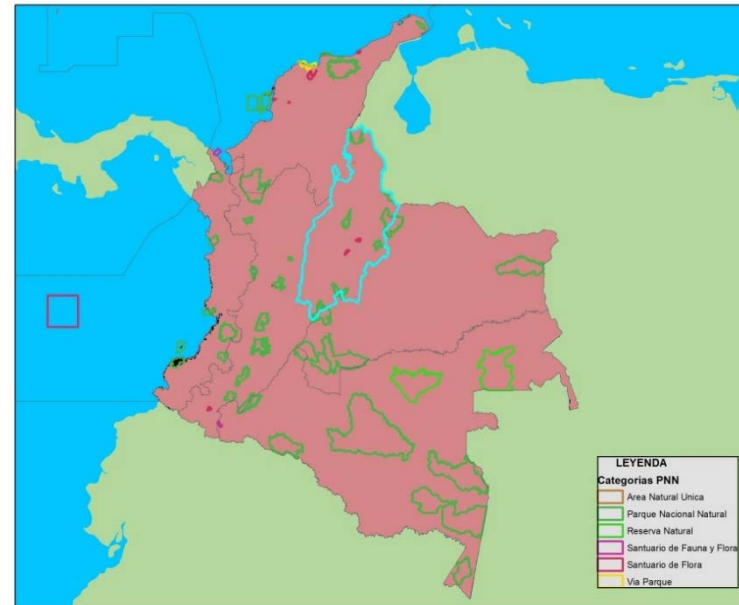 LEYENDA
Categorias PNN
Area Natural Unica
Parque Nacional Natural
Reserva Natural
Santuario de Fauna y Flora
Santuario de Flora
Via Parque